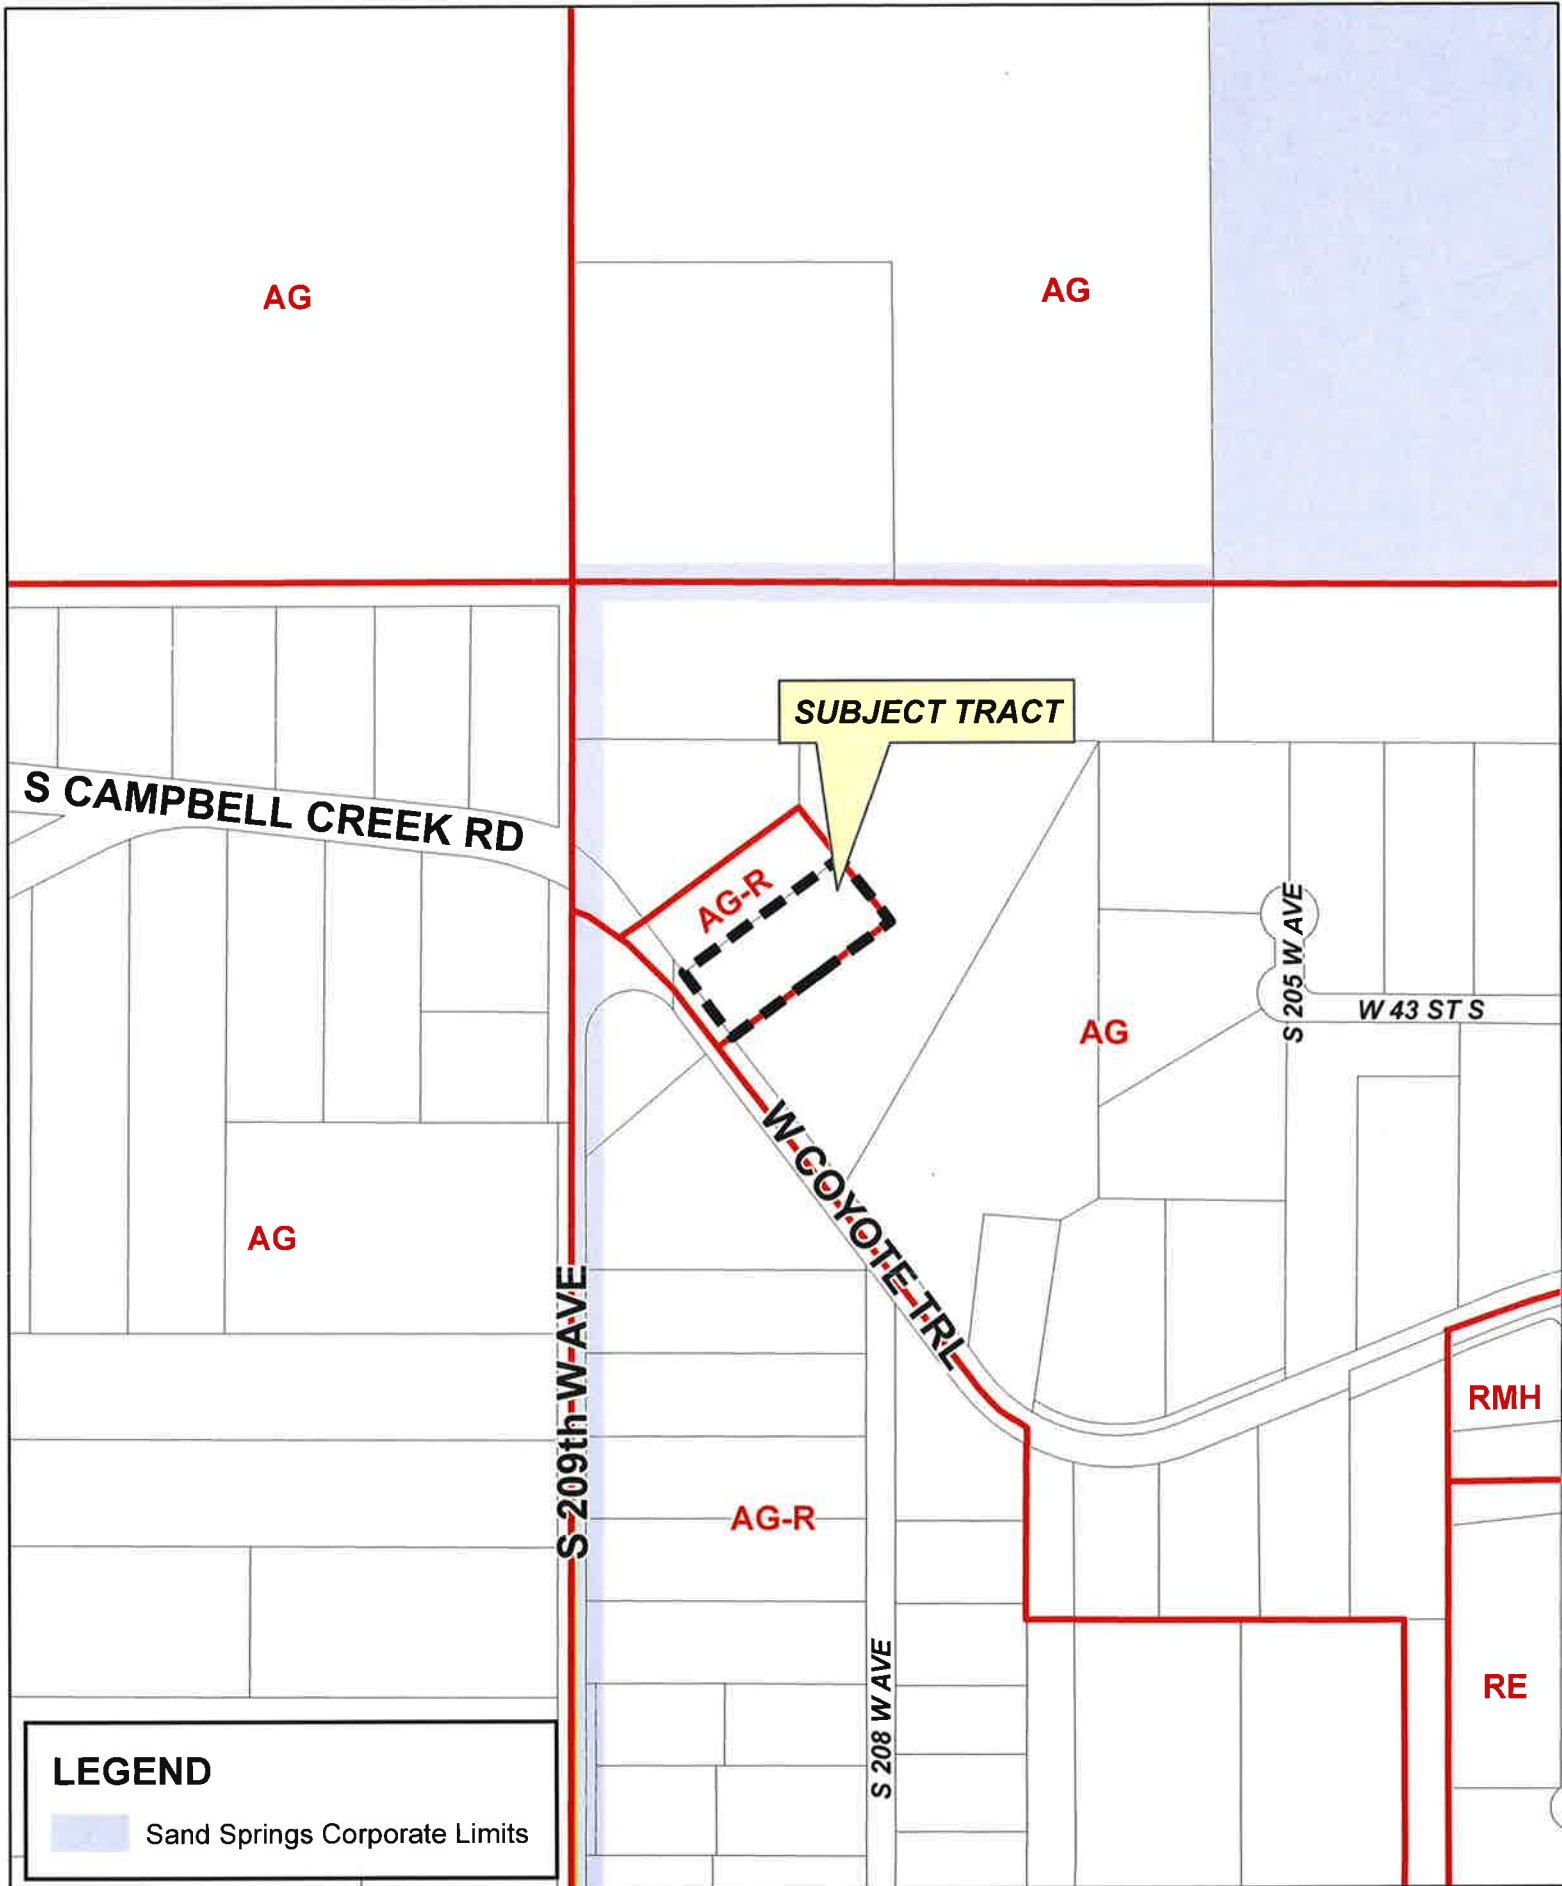 AG
AG
SUBJECT TRACT
S CAMPBELL CREEK RD
AG-R
S 205 W AVE
W 43 ST S
AG
W COYOTE TRL
AG
S 209th W AVE
RMH
AG-R
S 208 W AVE
RE
LEGEND
Sand Springs Corporate Limits